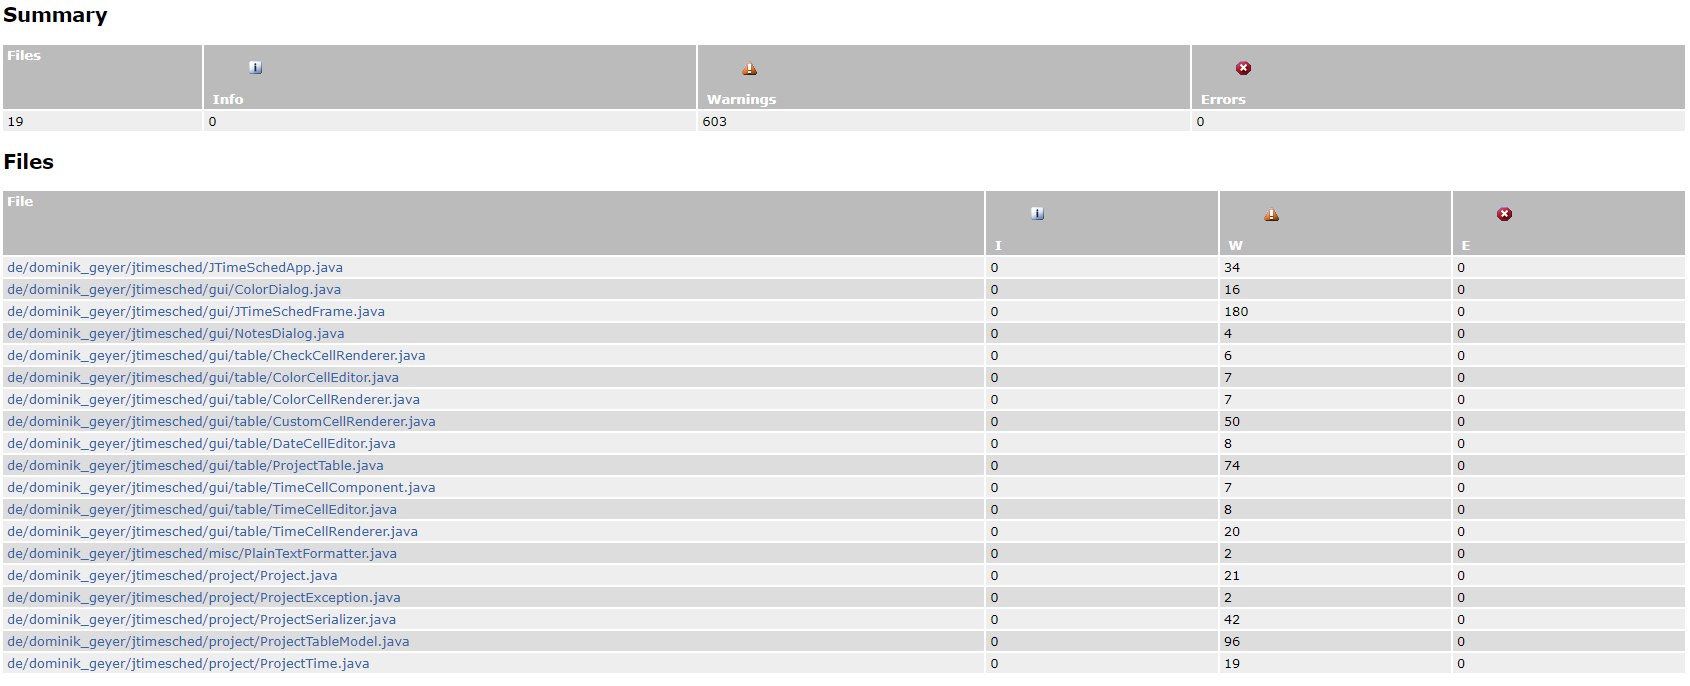 Summary
Files Info Warnings Errors
19 0 603 0
Files
File I W E
de/dominik_geyer/jtimesched/JTimeSchedApp.java 0 34 0
de/dominik_geyer/jtimesched/gui/ColorDialog.java 0 16 0
de/dominik_geyer/jtimesched/gui/JTimeSchedFrame.java 0 180 0
de/dominik_geyer/jtimesched/gui/NotesDialog.java 0 4 0
de/dominik_geyer/jtimesched/gui/table/CheckCellRenderer.java 0 6 0
de/dominik_geyer/jtimesched/gui/table/ColorCellEditor.java 0 7 0
de/dominik_geyer/jtimesched/gui/table/ColorCellRenderer.java 0 7 0
de/dominik_geyer/jtimesched/gui/table/CustomCellRenderer.java 0 50 0
de/dominik_geyer/jtimesched/gui/table/DateCellEditor.java 0 8 0
de/dominik_geyer/jtimesched/gui/table/ProjectTable.java 0 74 0
de/dominik_geyer/jtimesched/gui/table/TimeCellComponent.java 0 7 0
de/dominik_geyer/jtimesched/gui/table/TimeCellEditor.java 0 8 0
de/dominik_geyer/jtimesched/gui/table/TimeCellRenderer.java 0 20 0
de/dominik_geyer/jtimesched/misc/PlainTextFormatter.java 0 2 0
de/dominik_geyer/jtimesched/project/Project.java 0 21 0
de/dominik_geyer/jtimesched/project/ProjectException.java 0 2 0
de/dominik_geyer/jtimesched/project/ProjectSerializer.java 0 42 0
de/dominik_geyer/jtimesched/project/ProjectTableModel.java 0 96 0
de/dominik_geyer/jtimesched/project/ProjectTime.java 0 19 0